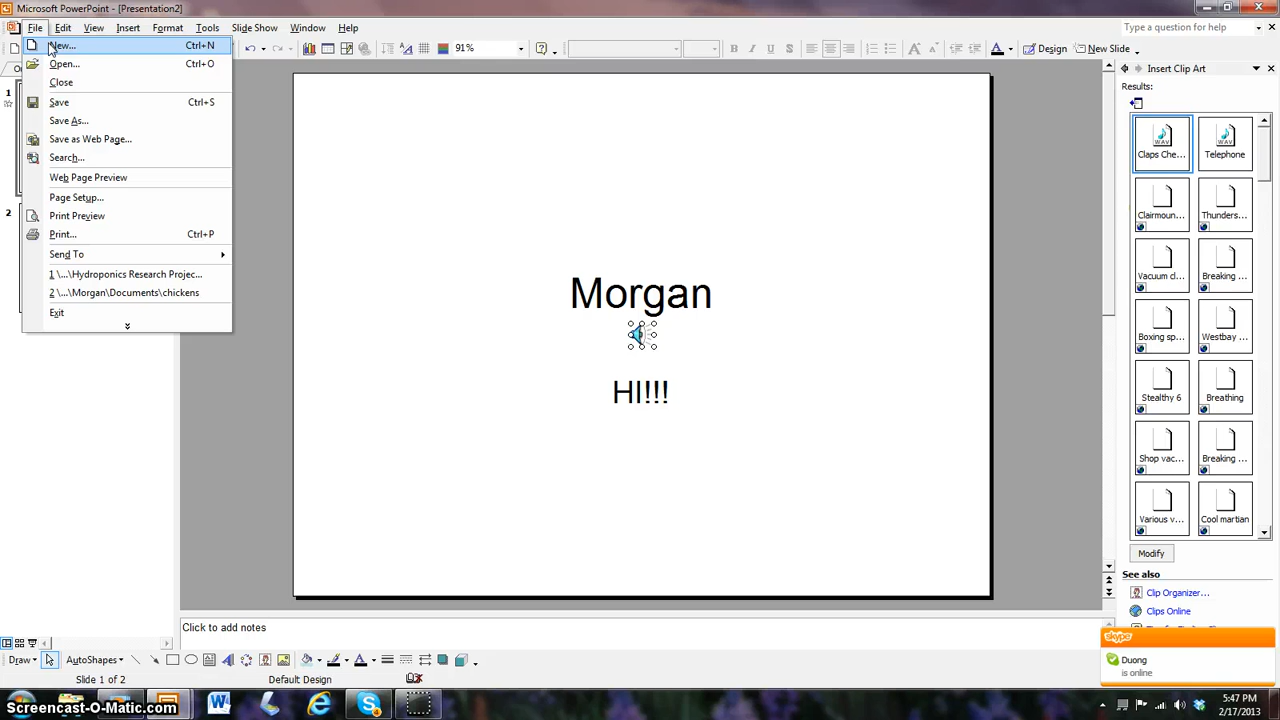 Microsoft PowerPoint - [Presentation2]
File Edit View Insert Format Tools Slide Show Window Help
Type a question for help
91%
Design
New Slide
New... Ctrl+N
Open... Ctrl+O
Close
Save Ctrl+S
Save As...
Save as Web Page...
Search...
Web Page Preview
Page Setup...
Print Preview
Print... Ctrl+P
Send To
1 \...\Hydroponics Research Projec...
2 \...\Morgan\Documents\chickens
Exit
1
2
Morgan
HI!!!
Insert Clip Art
Results:
WAV WAV
Claps Che... Telephone
Clairmoun... Thunders...
Vacuum cl... Breaking ...
Boxing sp... Westbay ...
Stealthy 6 Breathing
Shop vac... Breaking ...
Various v... Cool martian
Modify
See also
Clip Organizer...
Clips Online
Click to add notes
skype
Duong
is online
Draw AutoShapes
Slide 1 of 2
Default Design
5:47 PM
2/17/2013
Screencast-O-Matic.com